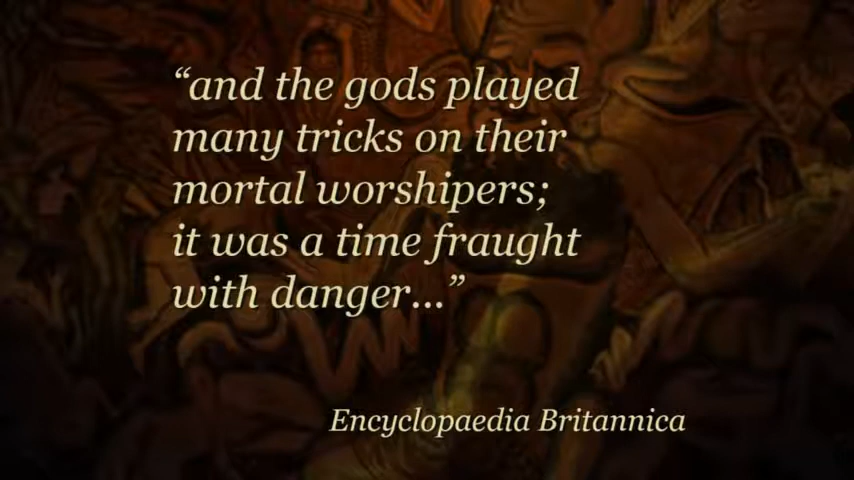 “and the gods played
many tricks on their
mortal worshipers;
it was a time fraught
with danger...”
Encyclopaedia Britannica